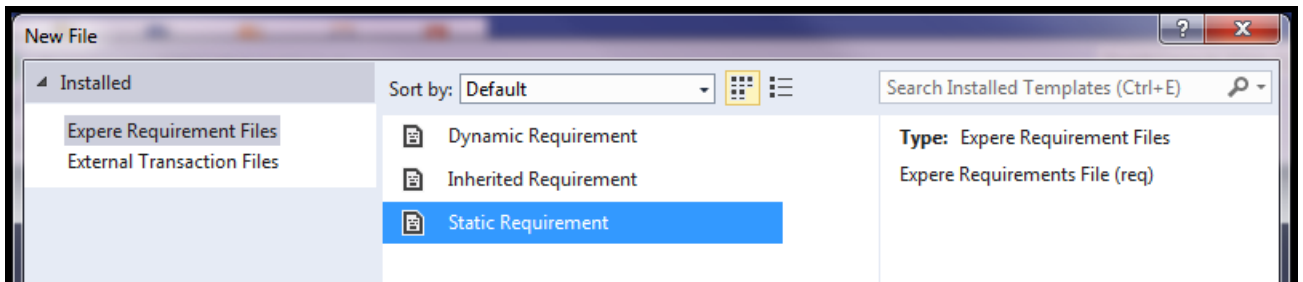 New File
?
Installed
Expere Requirement Files
External Transaction Files
Sort by: Default
Dynamic Requirement
Inherited Requirement
Static Requirement
Search Installed Templates (Ctrl+E)
Type: Expere Requirement Files
Expere Requirements File (req)